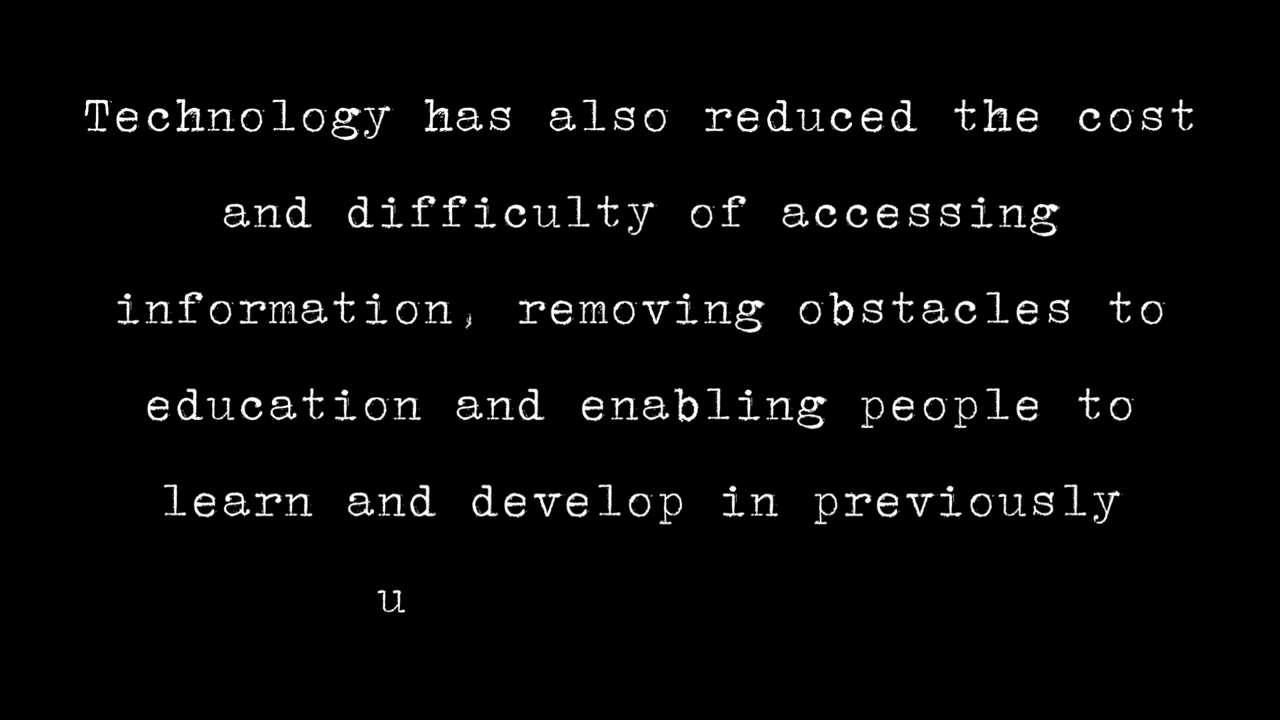 Technology has also reduced the cost
and difficulty of accessing
information, removing obstacles to
education and enabling people to
learn and develop in previously
u